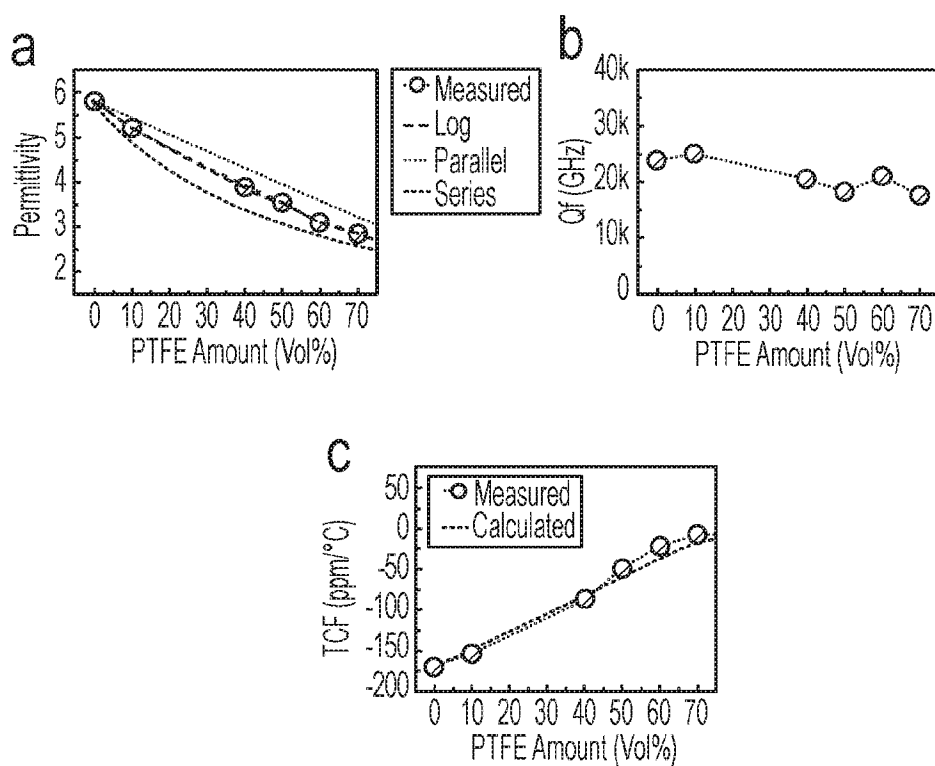 a
Permittivity
6
5
4
3
2
0 10 20 30 40 50 60 70
PTFE Amount (Vol%)
Measured
Log
Parallel
Series
b
Qf (GHz)
40k
30k
20k
10k
0
0 10 20 30 40 50 60 70
PTFE Amount (Vol%)
c
TCF (ppm/°C)
50
0
-50
-100
-150
-200
Measured
Calculated
0 10 20 30 40 50 60 70
PTFE Amount (Vol%)